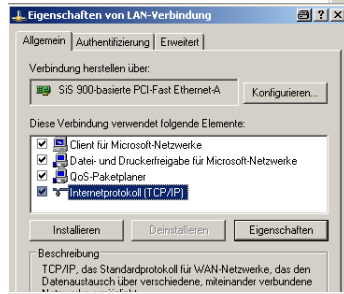 Eigenschaften von LAN-Verbindung
Allgemein Authentifizierung Erweitert
Verbindung herstellen über:
SiS 900-basierte PCI-Fast Ethernet-A
Konfigurieren...
Diese Verbindung verwendet folgende Elemente:
Client für Microsoft-Netzwerke
Datei- und Druckerfreigabe für Microsoft-Netzwerke
QoS-Paketplaner
Internetprotokoll (TCP/IP)
Installieren Deinstallieren Eigenschaften
Beschreibung
TCP/IP, das Standardprotokoll für WAN-Netzwerke, das den
Datenaustausch über verschiedene, miteinander verbundene